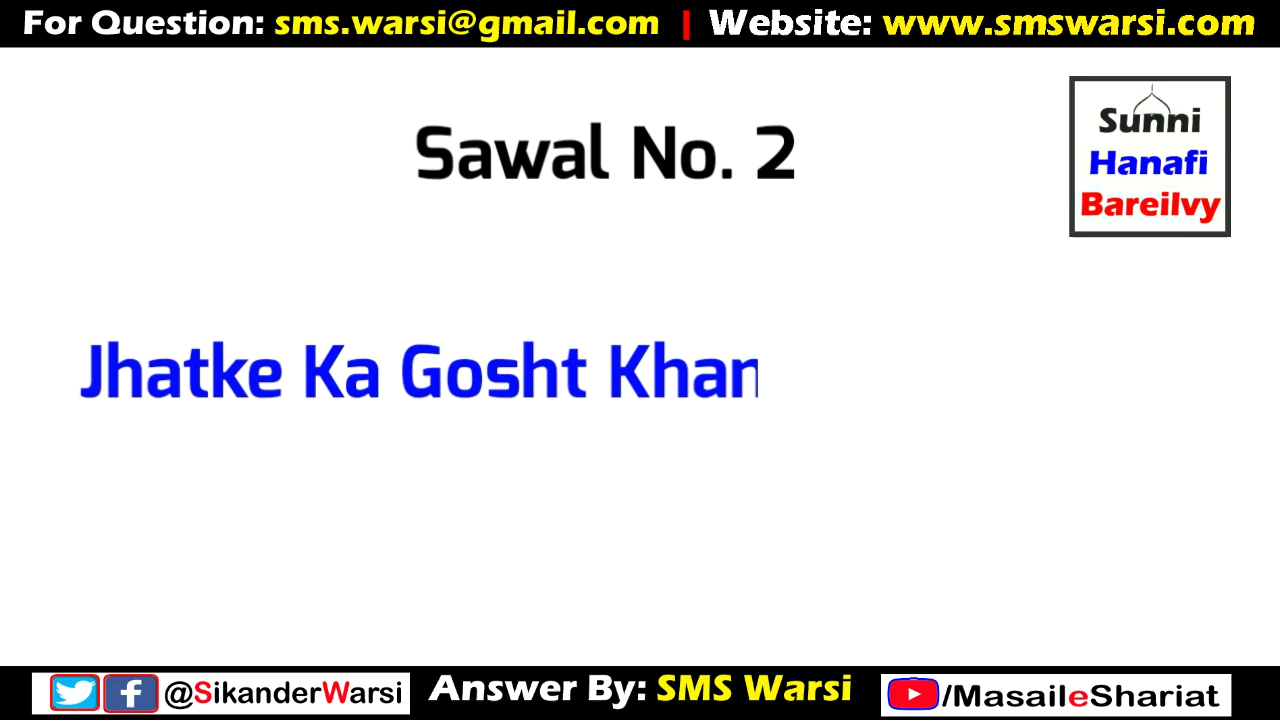 For Question: sms.warsi@gmail.com | Website: www.smswarsi.com
Sawal No. 2
Sunni
Hanafi
Bareilvy
Jhatke Ka Gosht Khan
@SikanderWarsi
Answer By: SMS Warsi
/MasaileShariat